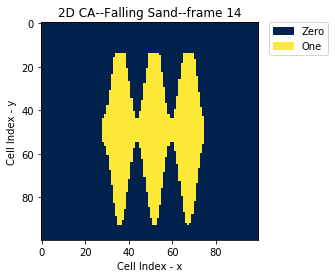 2D CA--Falling Sand--frame 14
Zero
One
0
20
40
60
80
Cell Index - y
0
20
40
60
80
Cell Index - x